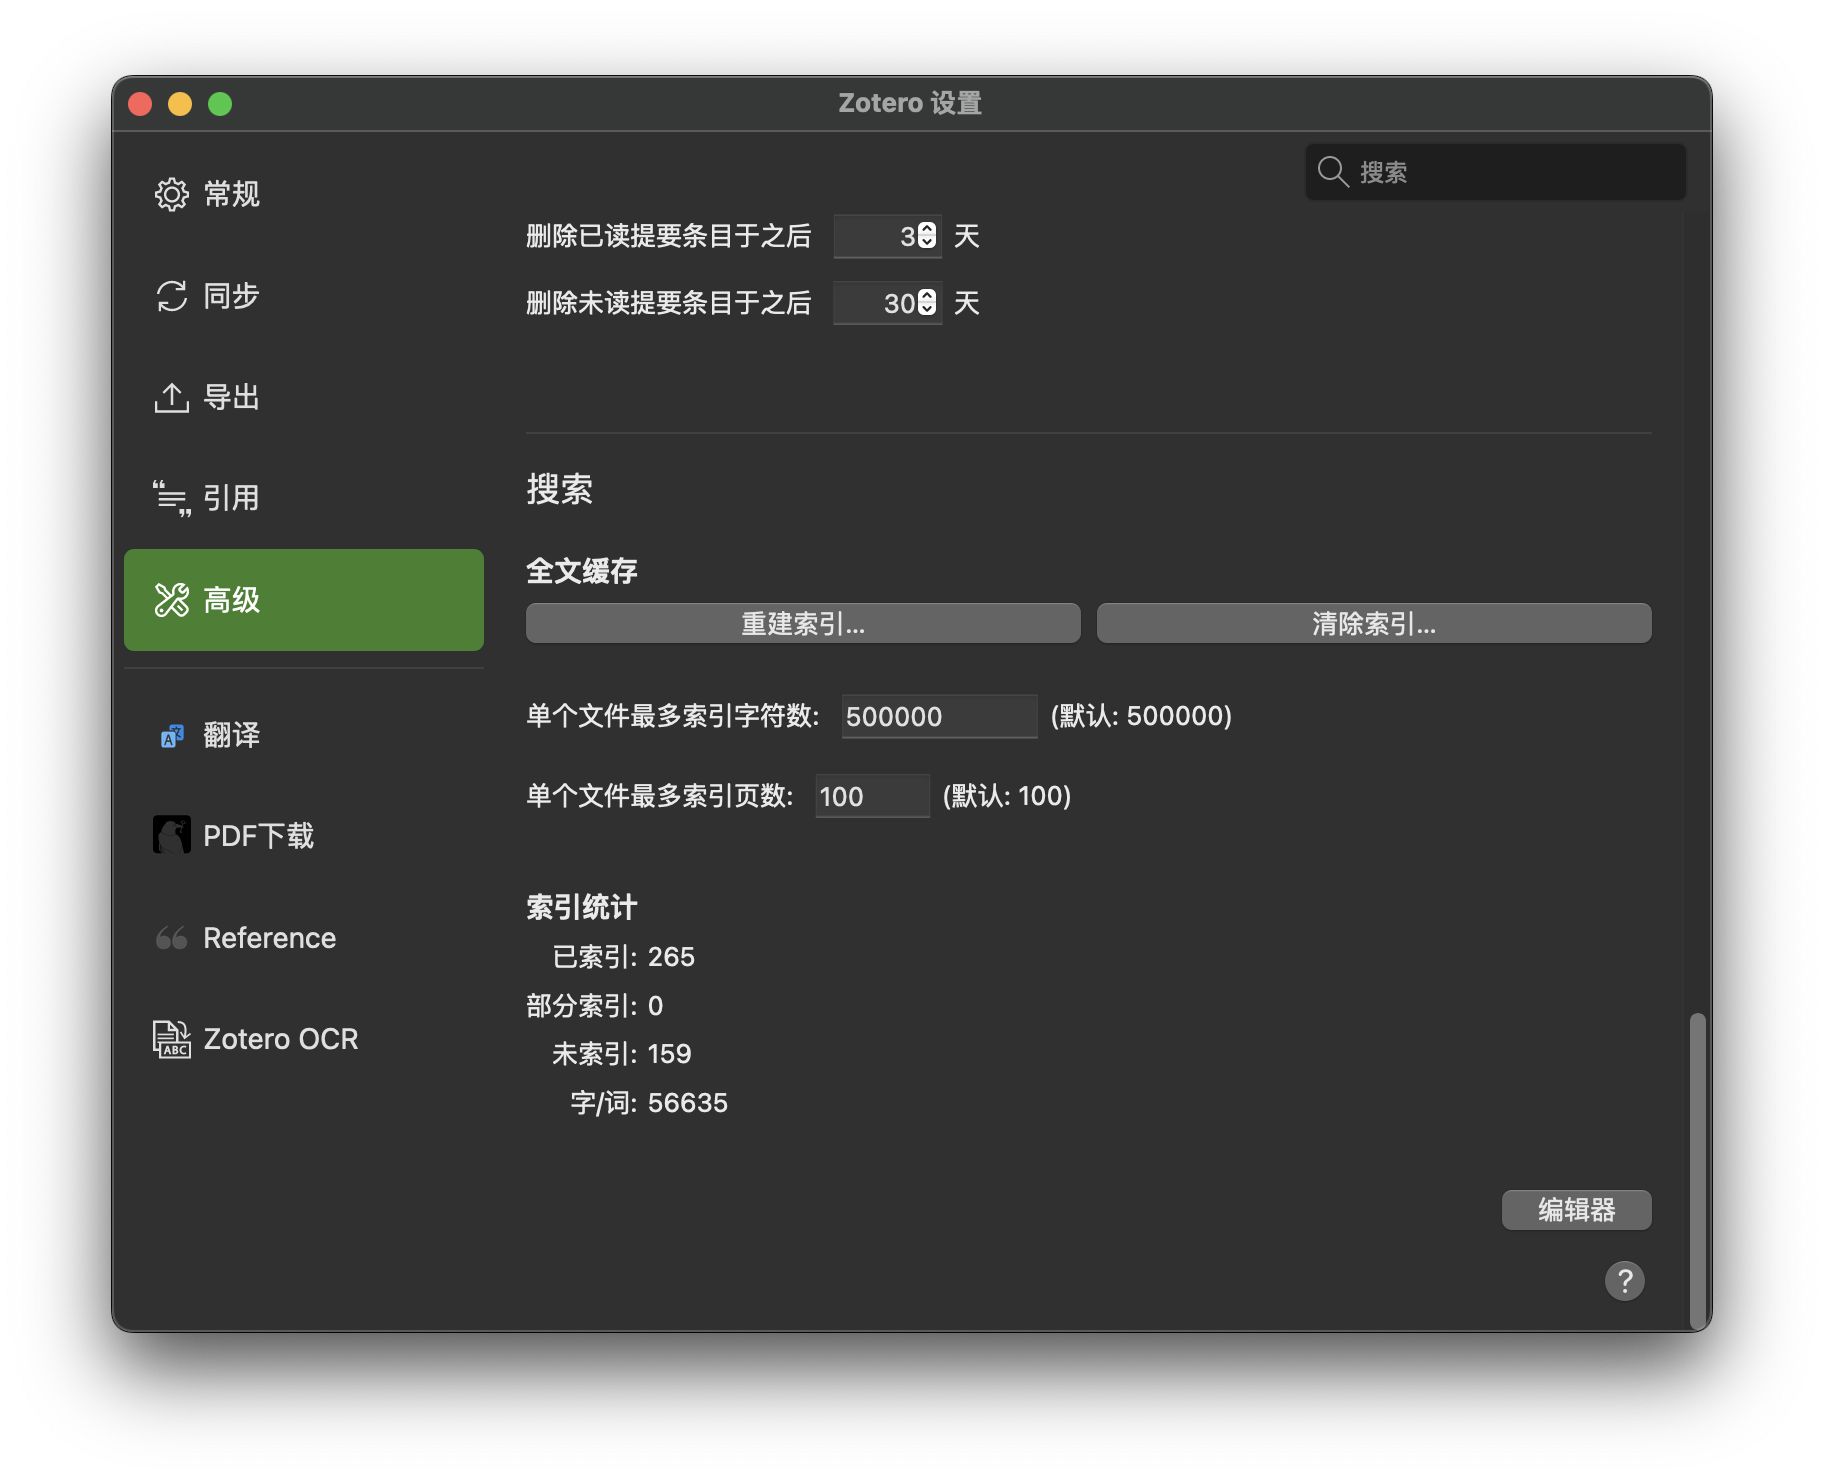 Zotero 设置
搜索
常规
同步
导出
引用
高级
翻译
PDF下载
Reference
Zotero OCR
删除已读提要条目于之后 3 天
删除未读提要条目于之后 30 天
搜索
全文缓存
重建索引...
清除索引...
单个文件最多索引字符数: 500000 (默认: 500000)
单个文件最多索引页数: 100 (默认: 100)
索引统计
已索引: 265
部分索引: 0
未索引: 159
字/词: 56635
编辑器
?